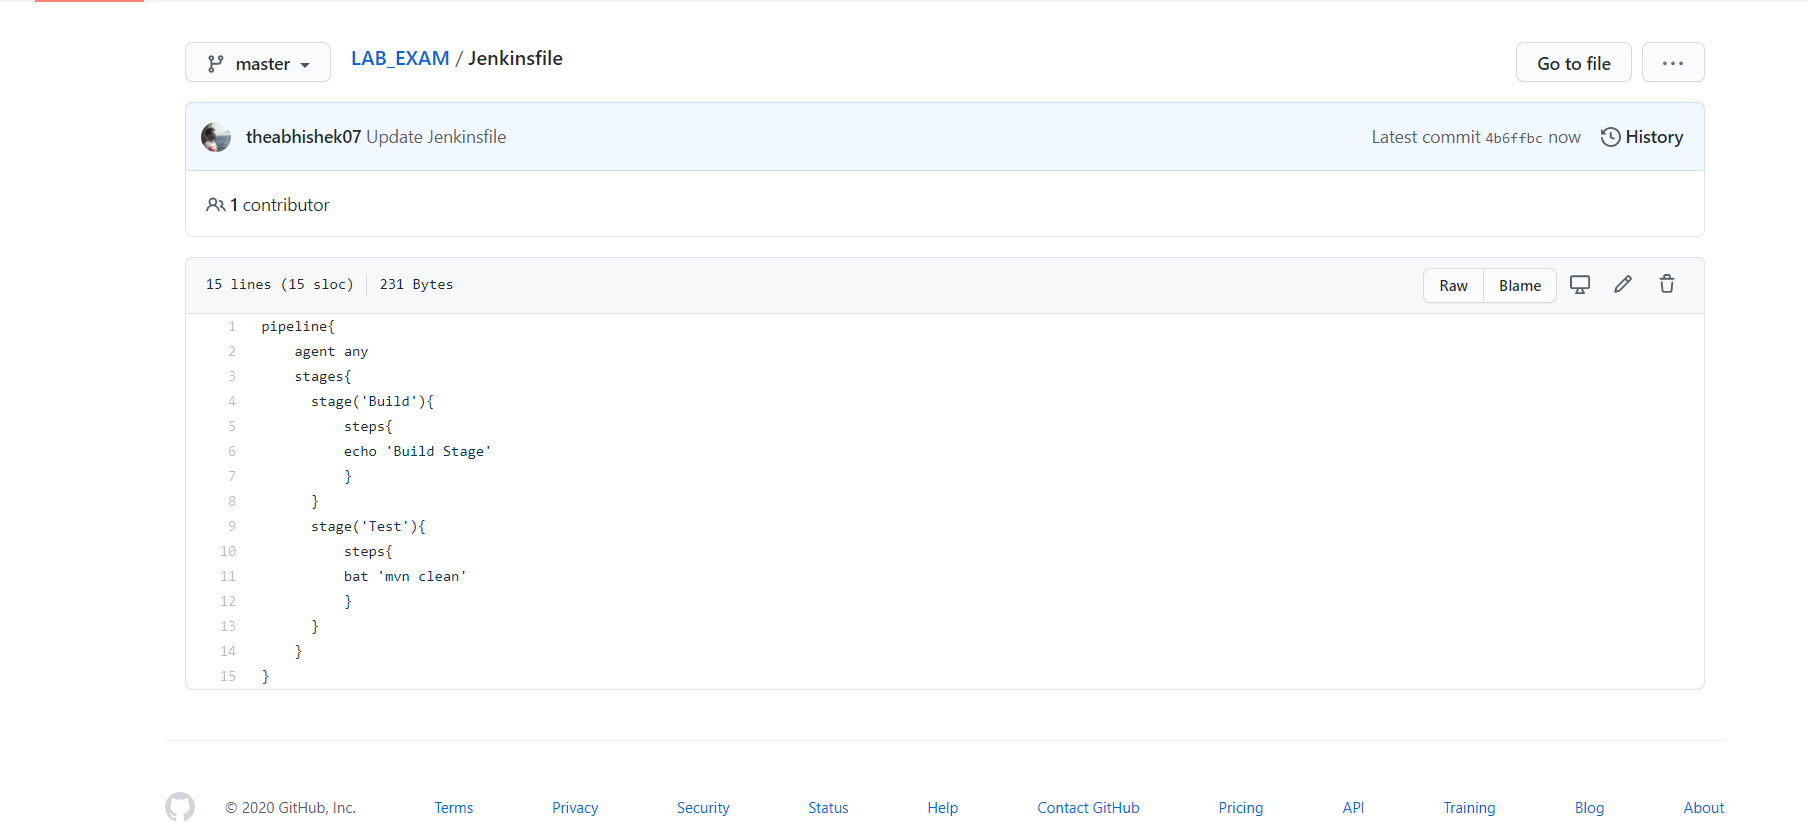 master
LAB_EXAM / Jenkinsfile
Go to file
theabhishek07 Update Jenkinsfile
Latest commit 4b6ffbc now
History
1 contributor
15 lines (15 sloc)
231 Bytes
Raw
Blame
1 pipeline{
2     agent any
3     stages{
4       stage('Build'){
5           steps{
6           echo 'Build Stage'
7           }
8       }
9       stage('Test'){
10           steps{
11           bat 'mvn clean'
12           }
13       }
14     }
15 }
© 2020 GitHub, Inc.
Terms
Privacy
Security
Status
Help
Contact GitHub
Pricing
API
Training
Blog
About